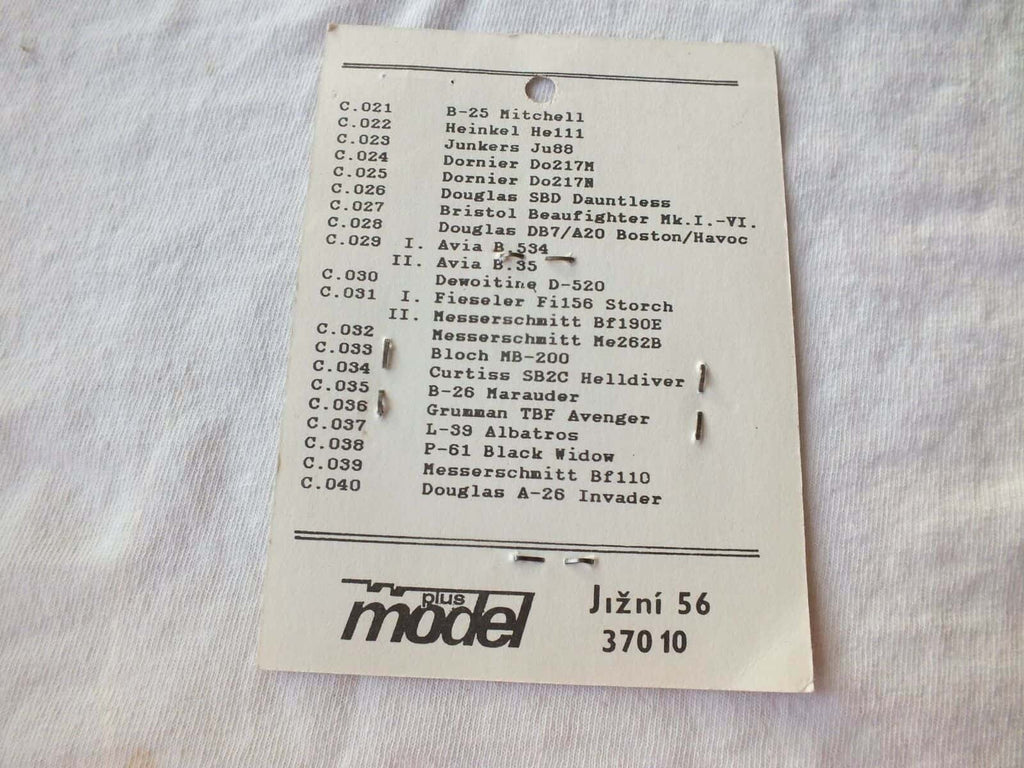 C.021 B-25 Mitchell
C.022 Heinkel He111
C.023 Junkers Ju88
C.024 Dornier Do217M
C.025 Dornier Do217N
C.026 Douglas SBD Dauntless
C.027 Bristol Beaufighter Mk.I.-VI.
C.028 Douglas DB7/A20 Boston/Havoc
C.029 I. Avia B.534
II. Avia B.35
C.030 Dewoitine D-520
C.031 I. Fieseler Fi156 Storch
II. Messerschmitt Bf190E
C.032 Messerschmitt Me262B
C.033 Bloch MB-200
C.034 Curtiss SB2C Helldiver
C.035 B-26 Marauder
C.036 Grumman TBF Avenger
C.037 L-39 Albatros
C.038 P-61 Black Widow
C.039 Messerschmitt Bf110
C.040 Douglas A-26 Invader
plus
model
Jižní 56
370 10